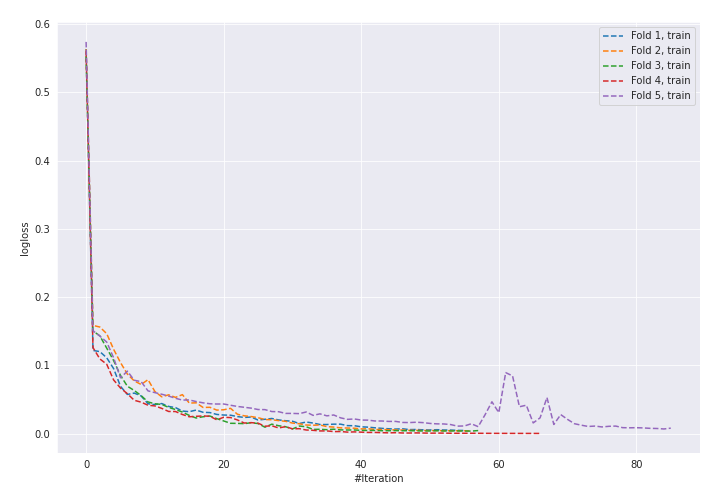 0.6
0.5
0.4
0.3
0.2
0.1
0.0
logloss
0
20
40
60
80
#Iteration
Fold 1, train
Fold 2, train
Fold 3, train
Fold 4, train
Fold 5, train